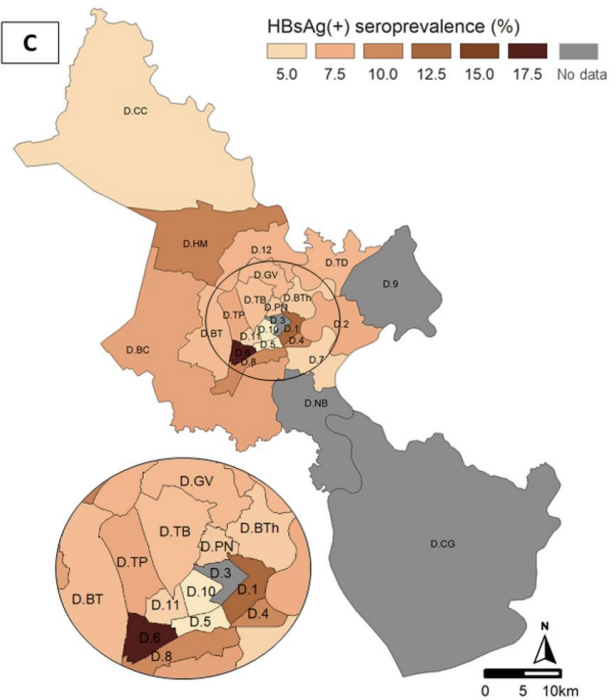 C
HBsAg(+) seroprevalence (%)
5.0 7.5 10.0 12.5 15.0 17.5 No data
D.CC
D.HM
D.12
D.TD
D.GV
D.9
D.TB
D.BTh
D.PN
D.TP
D.3
D.2
D.BT
D.10
D.1
D.11
D.4
D.5
D.BC
D.6
D.7
D.8
D.NB
D.GV
D.TB
D.BTh
D.PN
D.CG
D.TP
D.3
D.10
D.1
D.BT
D.11
D.4
D.5
D.6
D.8
N
0 5 10km